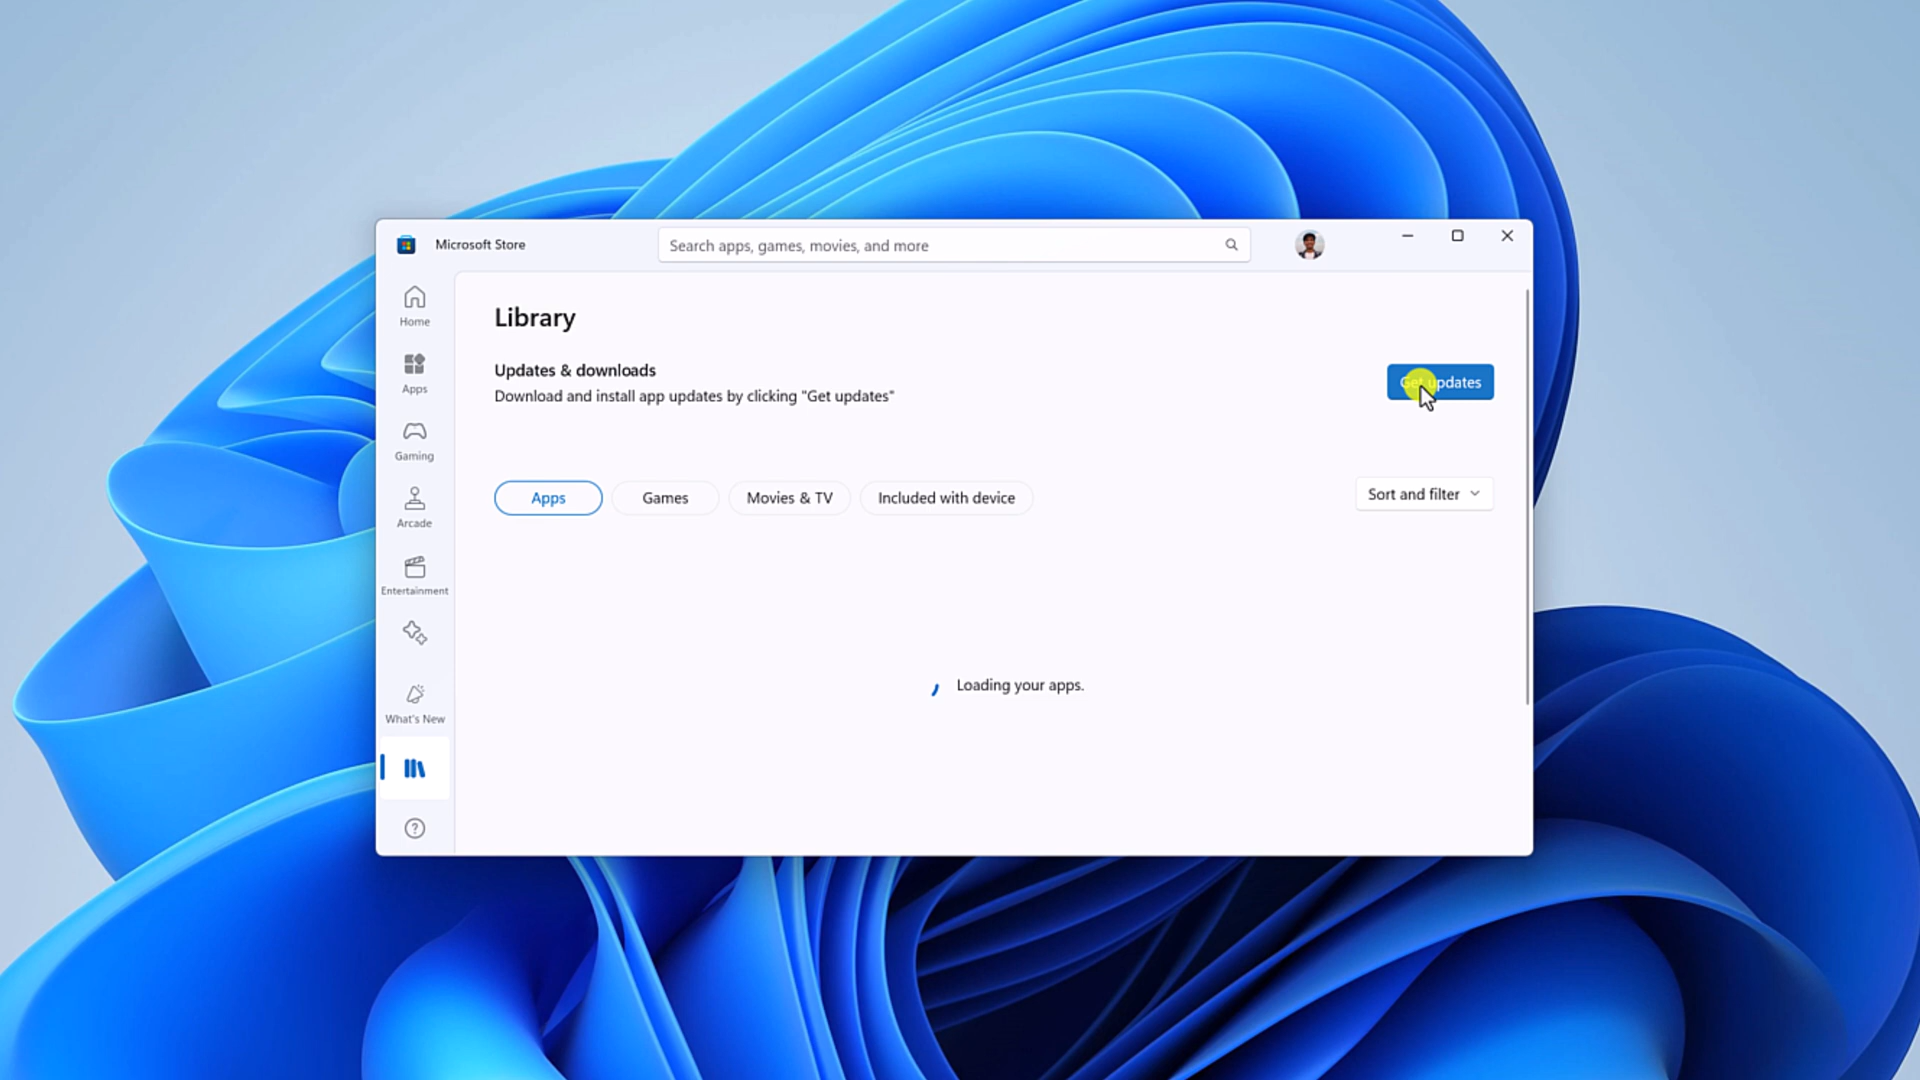 Microsoft Store
Search apps, games, movies, and more
Home
Apps
Gaming
Arcade
Entertainment
What's New
Library
Updates & downloads
Download and install app updates by clicking "Get updates"
Get updates
Apps
Games
Movies & TV
Included with device
Sort and filter
Loading your apps.